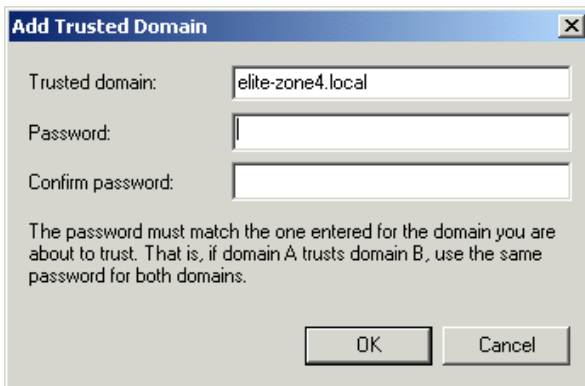 Add Trusted Domain
Trusted domain:
elite-zone4.local
Password:
Confirm password:
The password must match the one entered for the domain you are
about to trust. That is, if domain A trusts domain B, use the same
password for both domains.
OK
Cancel